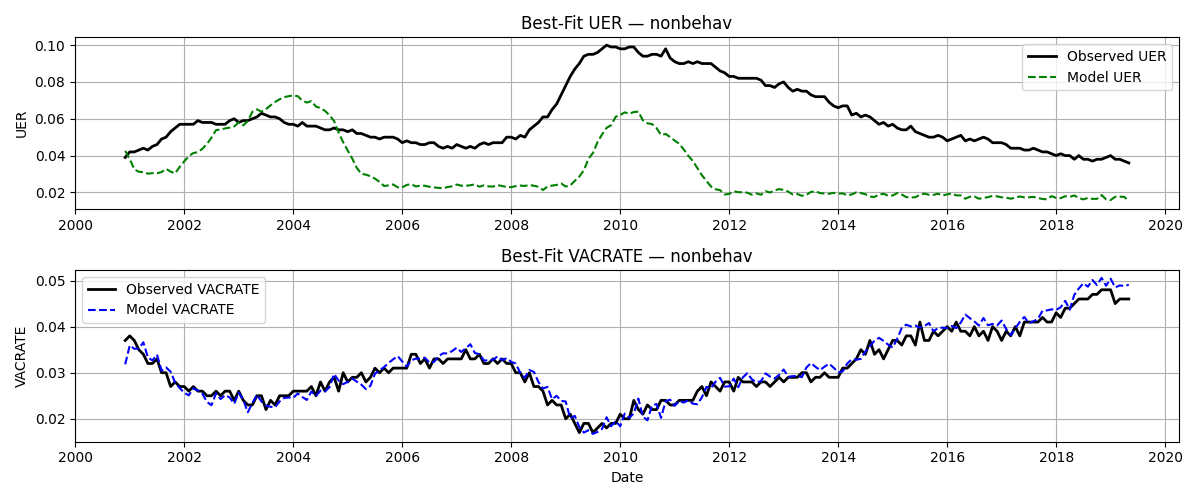 Best-Fit UER — nonbehav
UER
0.10
0.08
0.06
0.04
0.02
Observed UER
Model UER
2000 2002 2004 2006 2008 2010 2012 2014 2016 2018 2020
Best-Fit VACRATE — nonbehav
VACRATE
0.05
0.04
0.03
0.02
Observed VACRATE
Model VACRATE
2000 2002 2004 2006 2008 2010 2012 2014 2016 2018 2020
Date